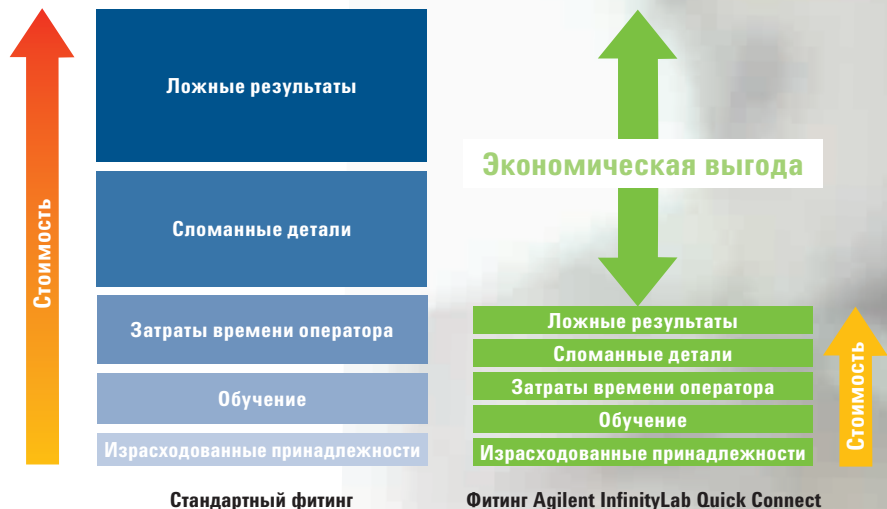 Стоимость
Ложные результаты
Сломанные детали
Затраты времени оператора
Обучение
Израсходованные принадлежности
Стандартный фитинг
Экономическая выгода
Ложные результаты
Сломанные детали
Затраты времени оператора
Обучение
Израсходованные принадлежности
Стоимость
Фитинг Agilent InfinityLab Quick Connect